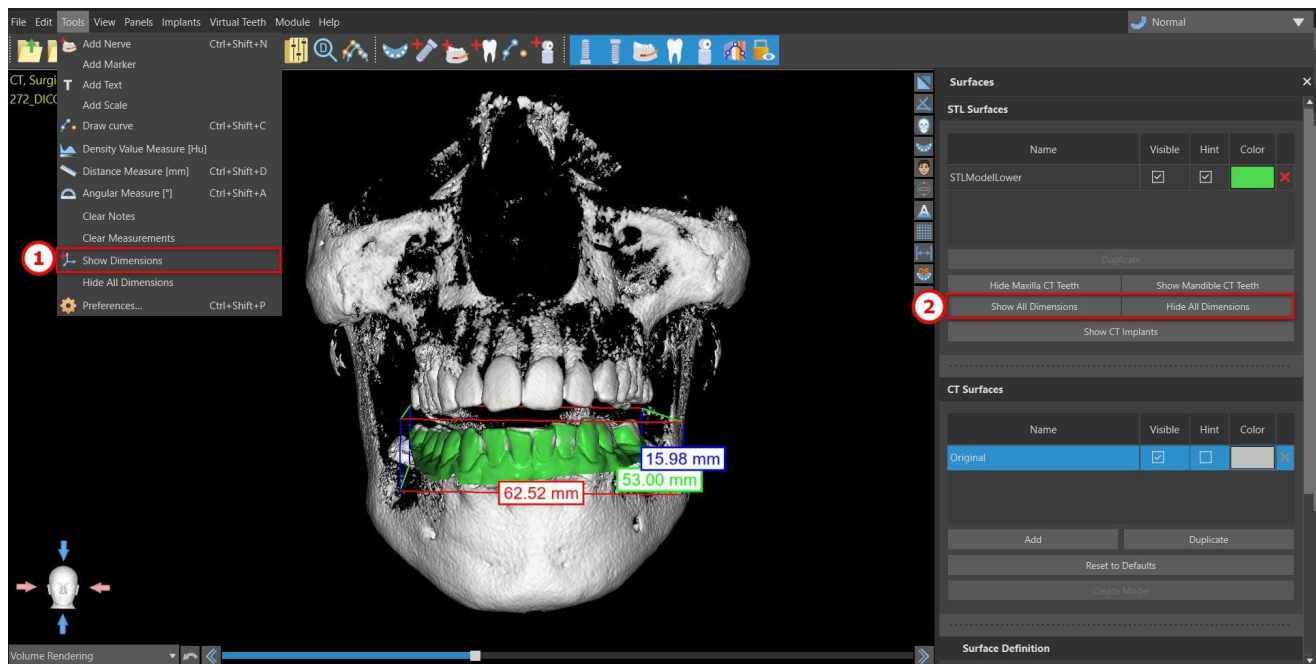 File Edit Tools View Panels Implants Virtual Teeth Module Help
Normal
Add Nerve Ctrl+Shift+N
Add Marker
T Add Text
Add Scale
Draw curve Ctrl+Shift+C
Density Value Measure [Hu]
Distance Measure [mm] Ctrl+Shift+D
Angular Measure [°] Ctrl+Shift+A
Clear Notes
Clear Measurements
1 Show Dimensions
Hide All Dimensions
Preferences... Ctrl+Shift+P
CT, Surgi
272_DICO
D
A
DS
15.98 mm
53.00 mm
62.52 mm
Volume Rendering
Surfaces
STL Surfaces
Name Visible Hint Color
STLModelLower
Duplicate
Hide Maxilla CT Teeth Show Mandible CT Teeth
2 Show All Dimensions Hide All Dimensions
Show CT Implants
CT Surfaces
Name Visible Hint Color
Original
Add Duplicate
Reset to Defaults
Create Model
Surface Definition